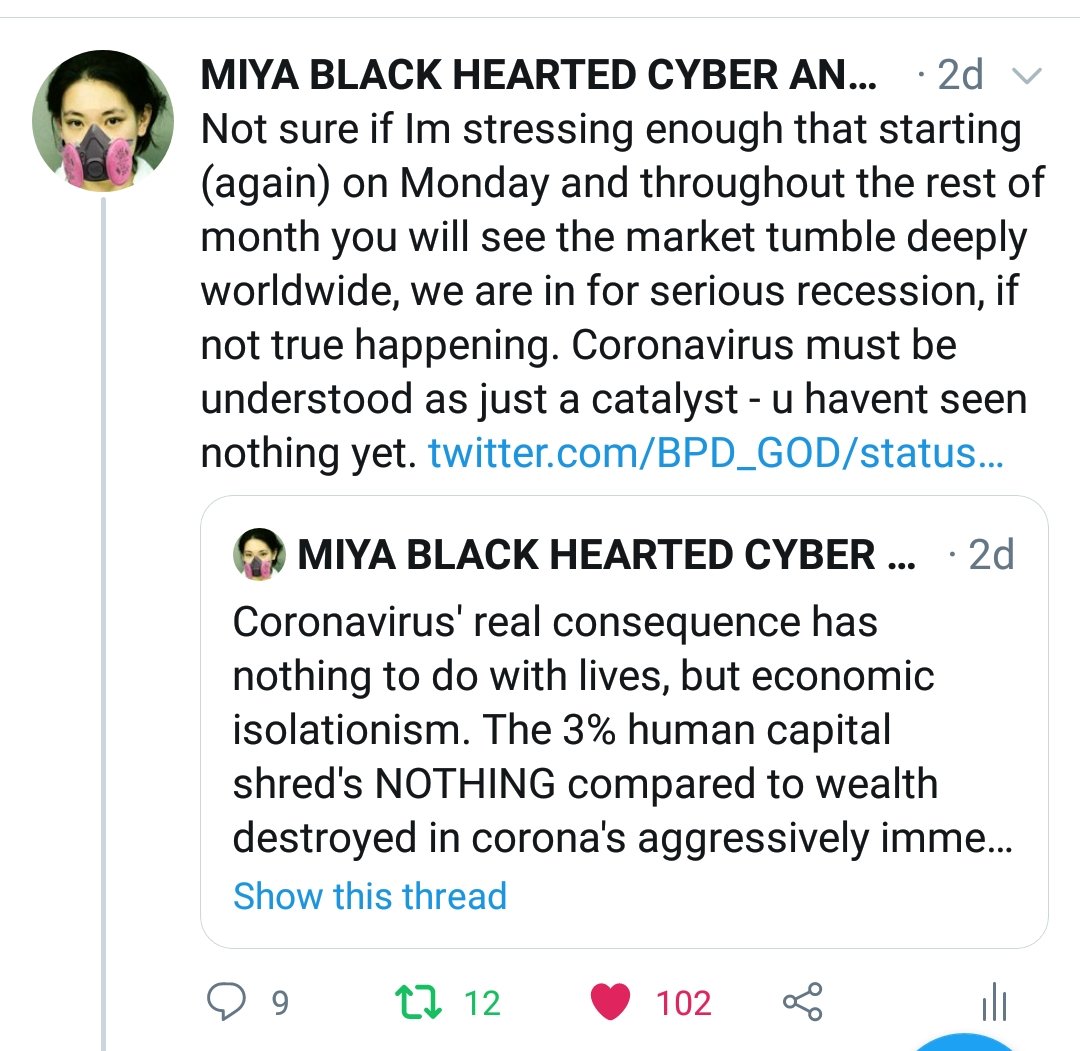 MIYA BLACK HEARTED CYBER AN... · 2d
Not sure if Im stressing enough that starting
(again) on Monday and throughout the rest of
month you will see the market tumble deeply
worldwide, we are in for serious recession, if
not true happening. Coronavirus must be
understood as just a catalyst - u havent seen
nothing yet. twitter.com/BPD_GOD/status...
MIYA BLACK HEARTED CYBER ... · 2d
Coronavirus' real consequence has
nothing to do with lives, but economic
isolationism. The 3% human capital
shred's NOTHING compared to wealth
destroyed in corona's aggressively imme...
Show this thread
9 12 102